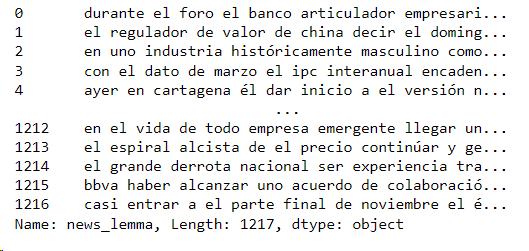 0       durante el foro el banco articulador empresari...
1       el regulador de valor de china decir el doming...
2       en uno industria históricamente masculino como...
3       con el dato de marzo el ipc interanual encaden...
4       ayer en cartagena él dar inicio a el versión n...
                              ...
1212    en el vida de todo empresa emergente llegar un...
1213    el espiral alcista de el precio continúar y ge...
1214    el grande derrota nacional ser experiencia tra...
1215    bbva haber alcanzar uno acuerdo de colaboració...
1216    casi entrar a el parte final de noviembre el é...
Name: news_lemma, Length: 1217, dtype: object